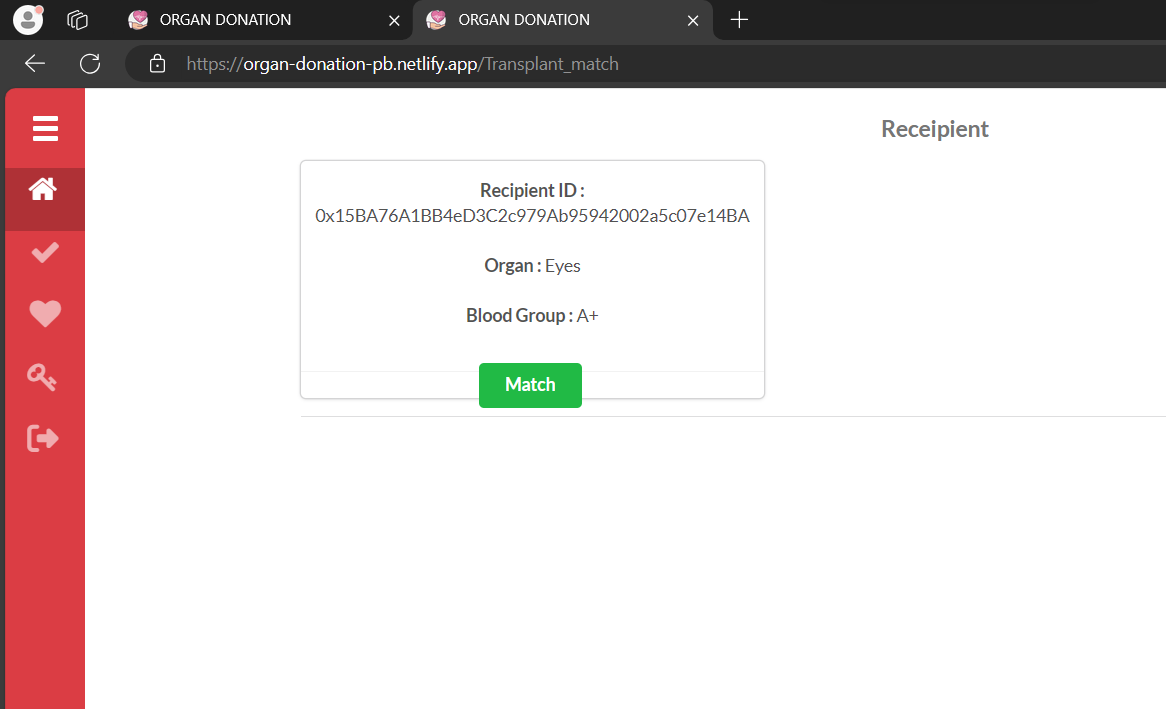 ORGAN DONATION
ORGAN DONATION
https://organ-donation-pb.netlify.app/Transplant_match
Receipient
Recipient ID :
0x15BA76A1BB4eD3C2c979Ab95942002a5c07e14BA
Organ : Eyes
Blood Group : A+
Match